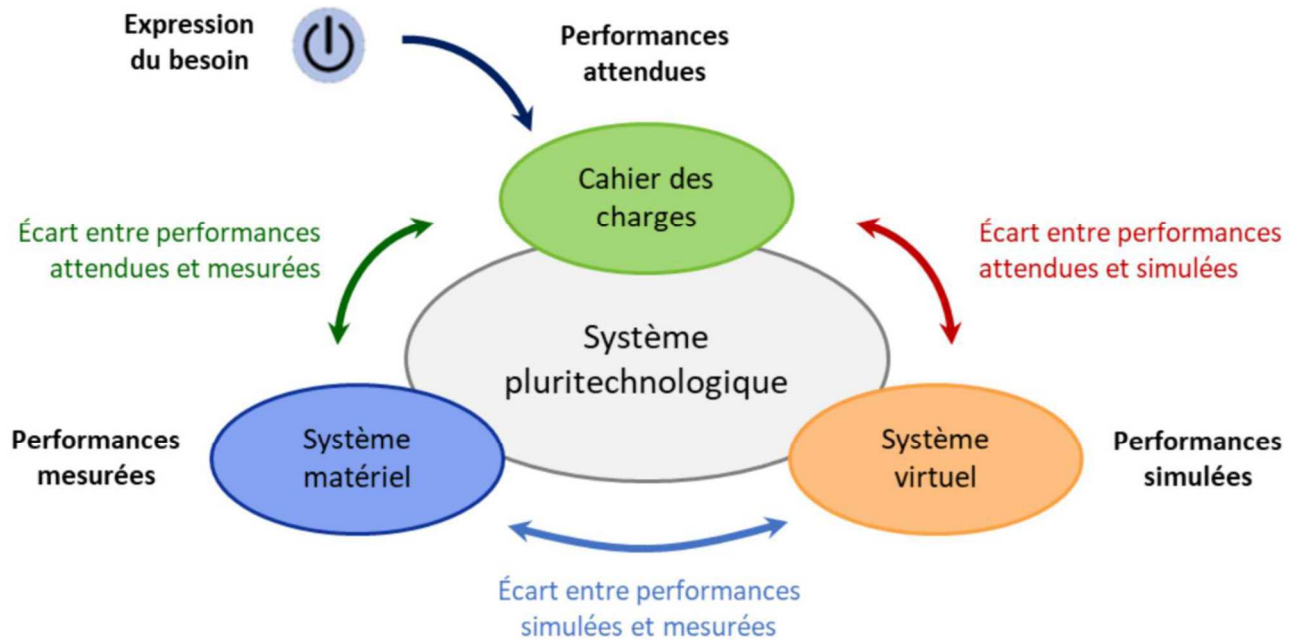 Expression
du besoin
Performances
attendues
Cahier des
charges
Écart entre performances
attendues et mesurées
Écart entre performances
attendues et simulées
Système
pluritechnologique
Performances
mesurées
Système
matériel
Système
virtuel
Performances
simulées
Écart entre performances
simulées et mesurées